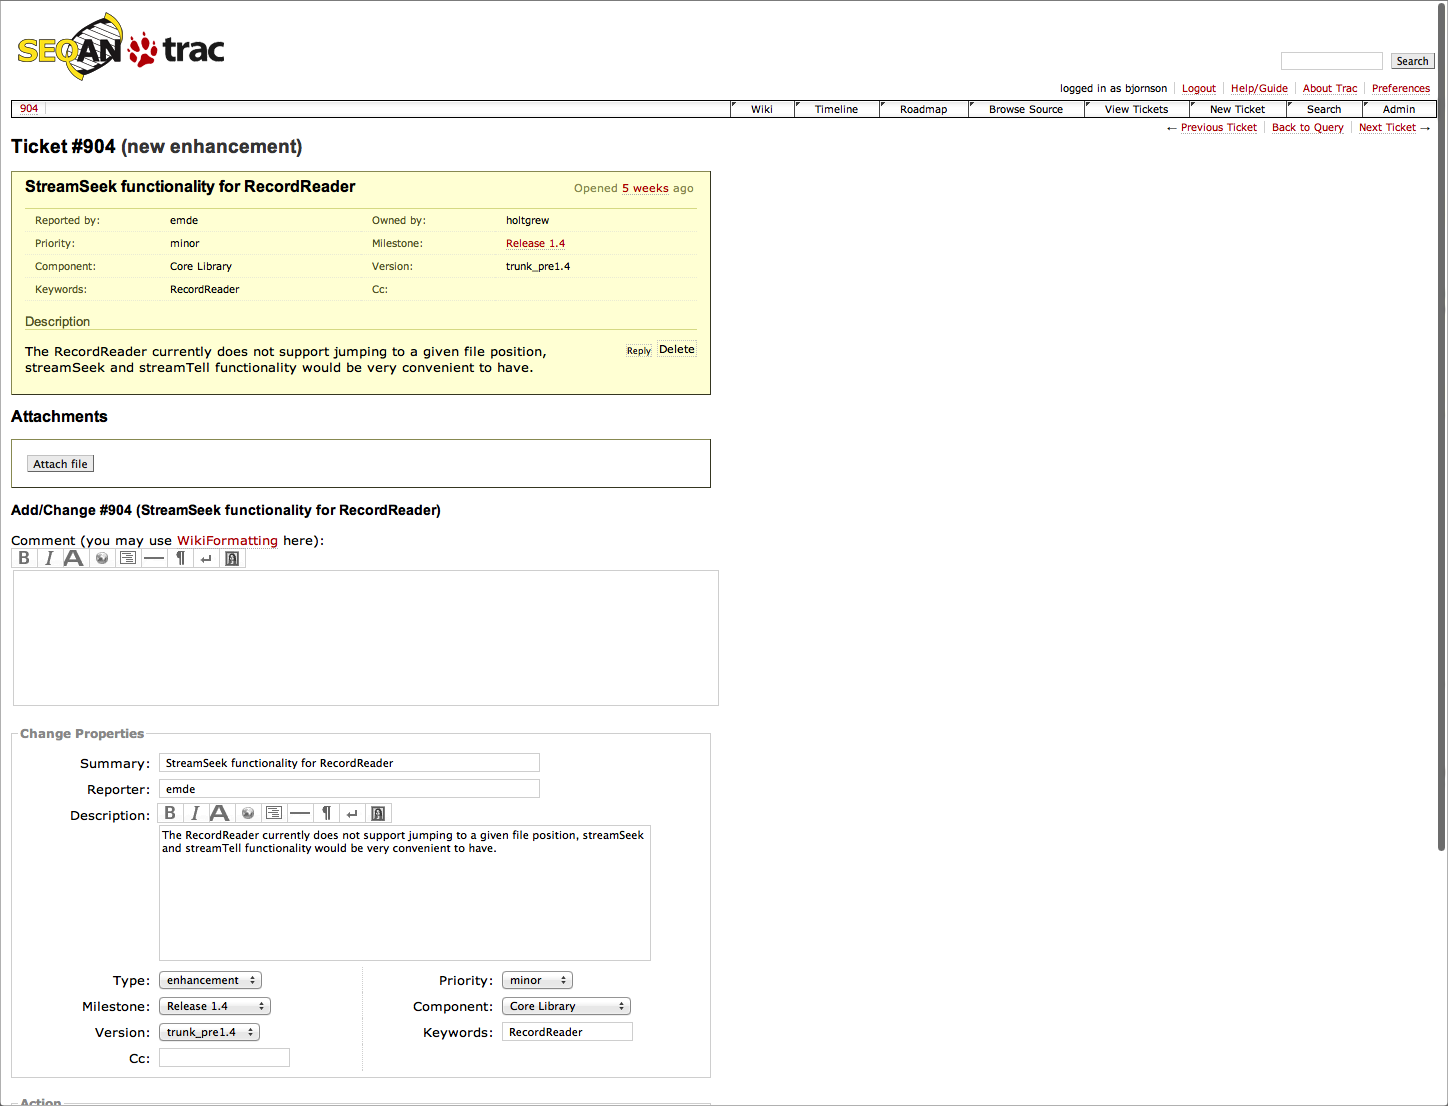 SEQAN trac
Search
logged in as bjornson Logout Help/Guide About Trac Preferences
904 Wiki Timeline Roadmap Browse Source View Tickets New Ticket Search Admin
← Previous Ticket Back to Query Next Ticket →
Ticket #904 (new enhancement)
StreamSeek functionality for RecordReader Opened 5 weeks ago
Reported by: emde Owned by: holtgrew
Priority: minor Milestone: Release 1.4
Component: Core Library Version: trunk_pre1.4
Keywords: RecordReader Cc:
Description
The RecordReader currently does not support jumping to a given file position, Reply Delete
streamSeek and streamTell functionality would be very convenient to have.
Attachments
Attach file
Add/Change #904 (StreamSeek functionality for RecordReader)
Comment (you may use WikiFormatting here):
B I A ¶ ↵
Change Properties
Summary: StreamSeek functionality for RecordReader
Reporter: emde
Description: B I A ¶ ↵
The RecordReader currently does not support jumping to a given file position, streamSeek
and streamTell functionality would be very convenient to have.
Type: enhancement Priority: minor
Milestone: Release 1.4 Component: Core Library
Version: trunk_pre1.4 Keywords: RecordReader
Cc:
Action